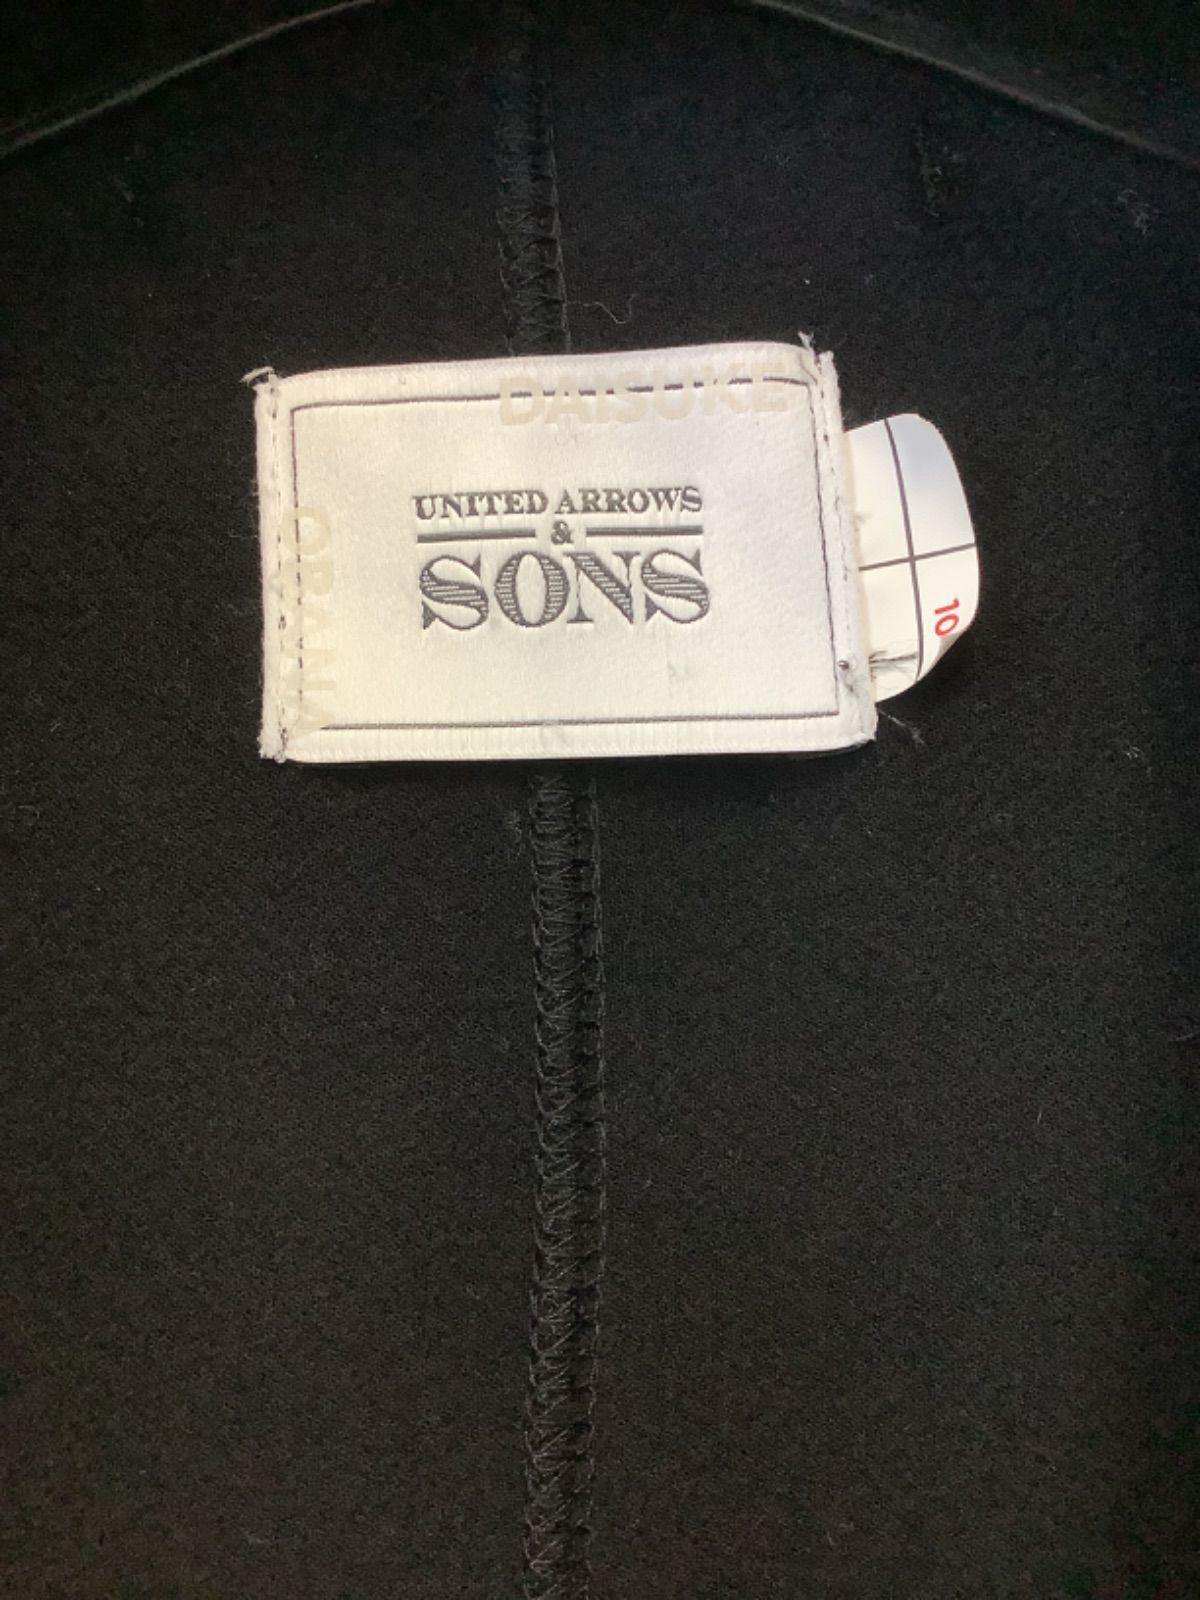 DAISUKE
OBANA
UNITED ARROWS
&
SONS
10